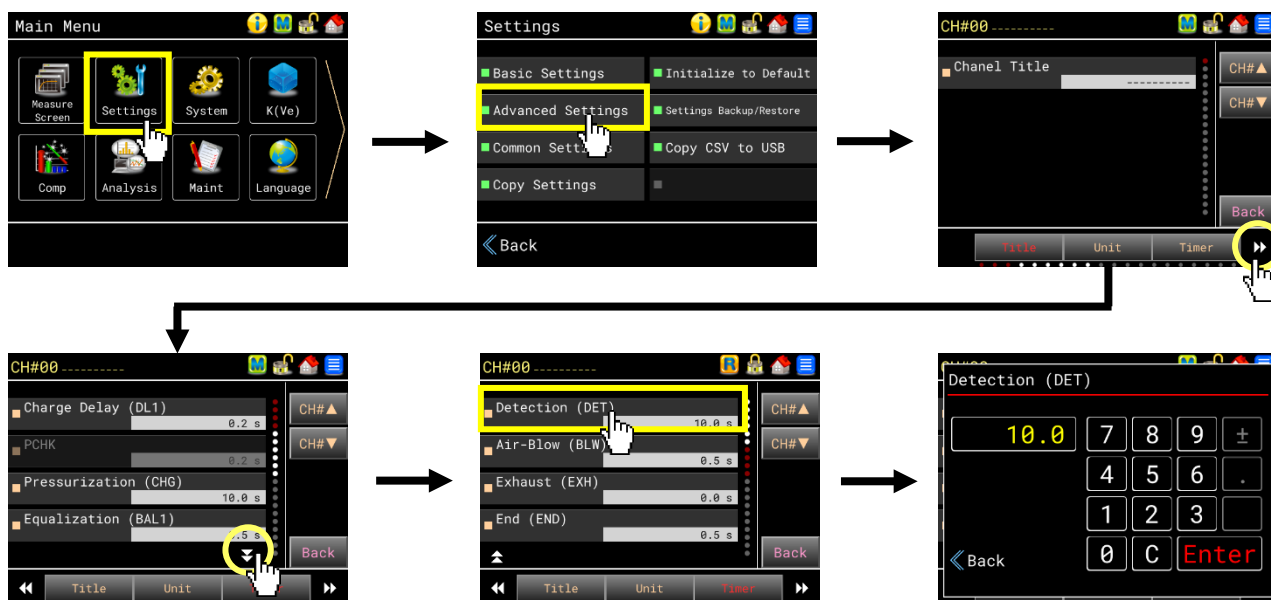 Main Menu
Measure
Screen
Settings
System
K(Ve)
Comp
Analysis
Maint
Language
Settings
Basic Settings
Initialize to Default
Advanced Settings
Settings Backup/Restore
Common Sett
Copy CSV to USB
Copy Settings
Back
CH#00 ----------
Chanel Title
----------
CH#▲
CH#▼
Back
Title
Unit
Timer
CH#00 ----------
Charge Delay (DL1)
0.2 s
PCHK
0.2 s
Pressurization (CHG)
10.0 s
Equalization (BAL1)
.5 s
CH#▲
CH#▼
Back
Title
Unit
CH#00 ----------
Detection (DET)
10.0 s
Air-Blow (BLW)
0.5 s
Exhaust (EXH)
0.0 s
End (END)
0.5 s
CH#▲
CH#▼
Back
Title
Unit
Timer
Detection (DET)
10.0
7 8 9 ±
4 5 6 .
1 2 3
0 C Enter
Back